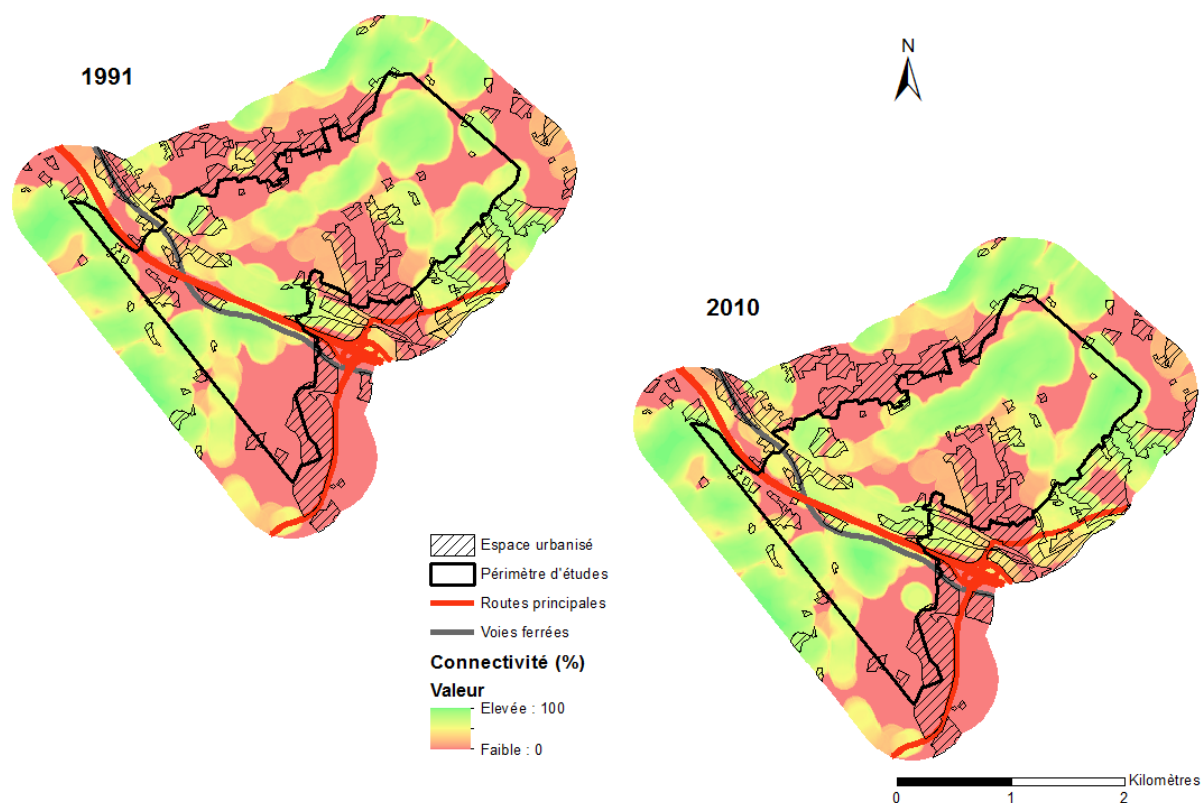 1991
N
2010
Espace urbanisé
Périmètre d'études
Routes principales
Voies ferrées
Connectivité (%)
Valeur
Elevée : 100
Faible : 0
Kilomètres
0 1 2